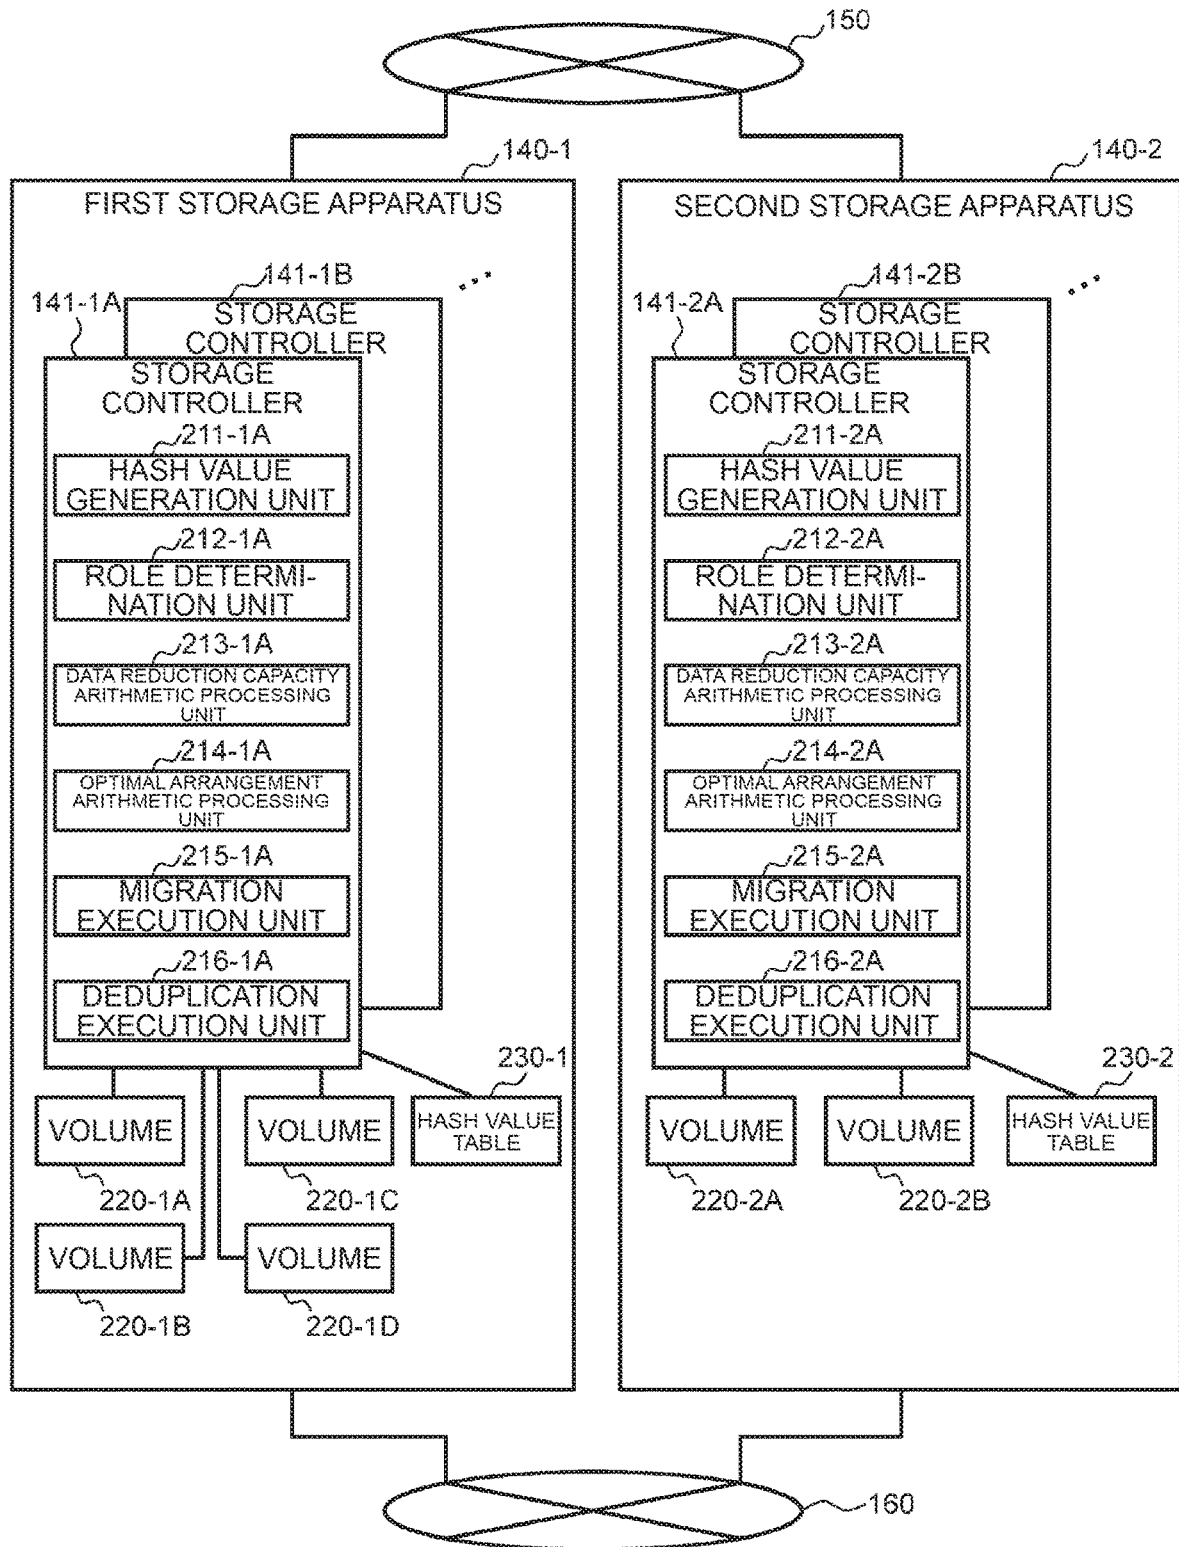 150
140-1
FIRST STORAGE APPARATUS
141-1B
...
141-1A
STORAGE
CONTROLLER
STORAGE
CONTROLLER
211-1A
HASH VALUE
GENERATION UNIT
212-1A
ROLE DETERMI-
NATION UNIT
213-1A
DATA REDUCTION CAPACITY
ARITHMETIC PROCESSING
UNIT
214-1A
OPTIMAL ARRANGEMENT
ARITHMETIC PROCESSING
UNIT
215-1A
MIGRATION
EXECUTION UNIT
216-1A
DEDUPLICATION
EXECUTION UNIT
230-1
VOLUME
VOLUME
HASH VALUE
TABLE
220-1A
220-1C
VOLUME
VOLUME
220-1B
220-1D
140-2
SECOND STORAGE APPARATUS
141-2B
...
141-2A
STORAGE
CONTROLLER
STORAGE
CONTROLLER
211-2A
HASH VALUE
GENERATION UNIT
212-2A
ROLE DETERMI-
NATION UNIT
213-2A
DATA REDUCTION CAPACITY
ARITHMETIC PROCESSING
UNIT
214-2A
OPTIMAL ARRANGEMENT
ARITHMETIC PROCESSING
UNIT
215-2A
MIGRATION
EXECUTION UNIT
216-2A
DEDUPLICATION
EXECUTION UNIT
230-2
VOLUME
VOLUME
HASH VALUE
TABLE
220-2A
220-2B
160